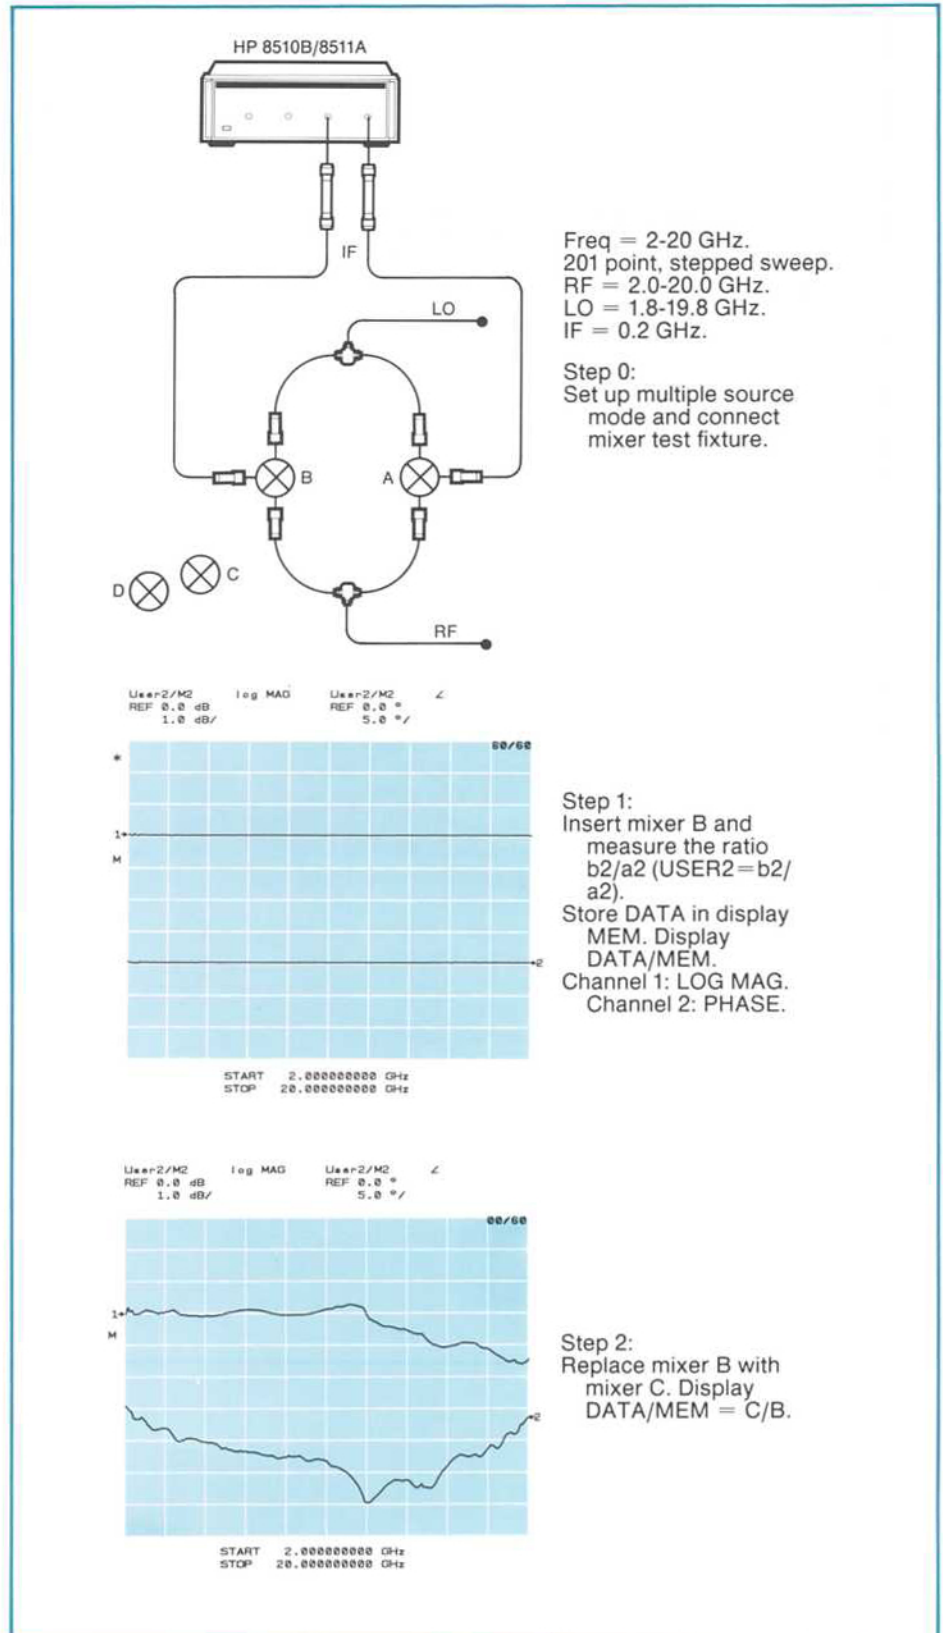 HP 8510B/8511A
IF
LO
B
A
D
C
RF
Freq = 2-20 GHz.
201 point, stepped sweep.
RF = 2.0-20.0 GHz.
LO = 1.8-19.8 GHz.
IF = 0.2 GHz.
Step 0:
Set up multiple source
mode and connect
mixer test fixture.
User2/M2 log MAG User2/M2 ∠
REF 0.0 dB REF 0.0 °
1.0 dB/ 5.0 °/
*
1
M
2
START 2.000000000 GHz
STOP 20.000000000 GHz
Step 1:
Insert mixer B and
measure the ratio
b2/a2 (USER2=b2/
a2).
Store DATA in display
MEM. Display
DATA/MEM.
Channel 1: LOG MAG.
Channel 2: PHASE.
User2/M2 log MAG User2/M2 ∠
REF 0.0 dB REF 0.0 °
1.0 dB/ 5.0 °/
1
M
2
START 2.000000000 GHz
STOP 20.000000000 GHz
Step 2:
Replace mixer B with
mixer C. Display
DATA/MEM = C/B.